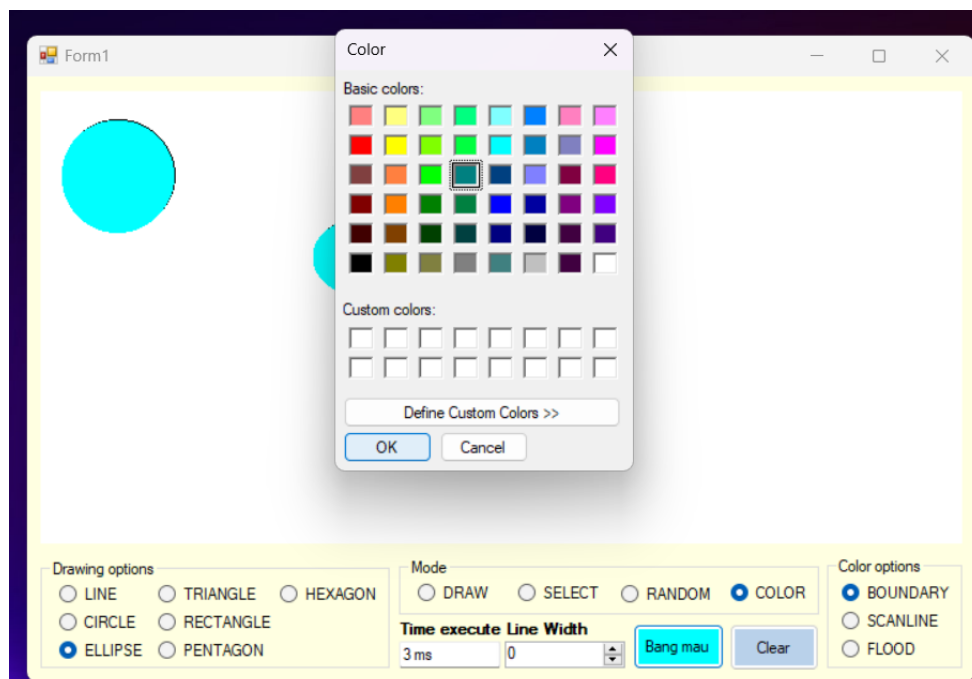 Form1
Color
Basic colors:
Custom colors:
Define Custom Colors >>
OK Cancel
Drawing options
LINE TRIANGLE HEXAGON
CIRCLE RECTANGLE
ELLIPSE PENTAGON
Mode
DRAW SELECT RANDOM COLOR
Time execute Line Width
3 ms 0 Bang mau Clear
Color options
BOUNDARY
SCANLINE
FLOOD